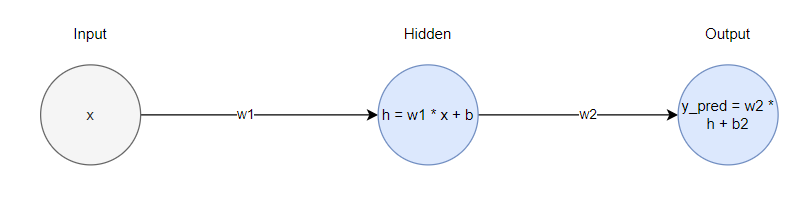 Input
Hidden
Output
x
w1
h = w1 * x + b
w2
y_pred = w2 *
h + b2